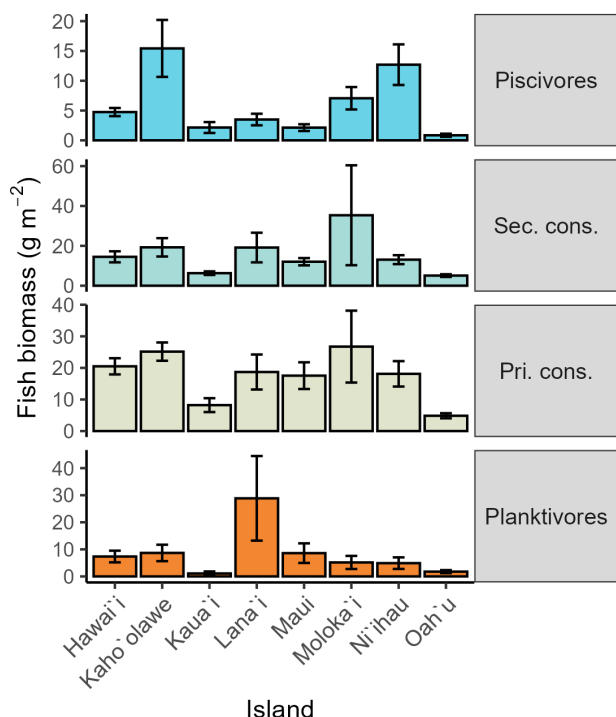 Fish biomass (g m⁻²)
20
15
10
5
0
Piscivores
60
40
20
0
Sec. cons.
40
30
20
10
0
Pri. cons.
40
30
20
10
0
Planktivores
Hawai`i
Kaho`olawe
Kaua`i
Lana`i
Maui
Moloka`i
Ni`ihau
Oah`u
Island